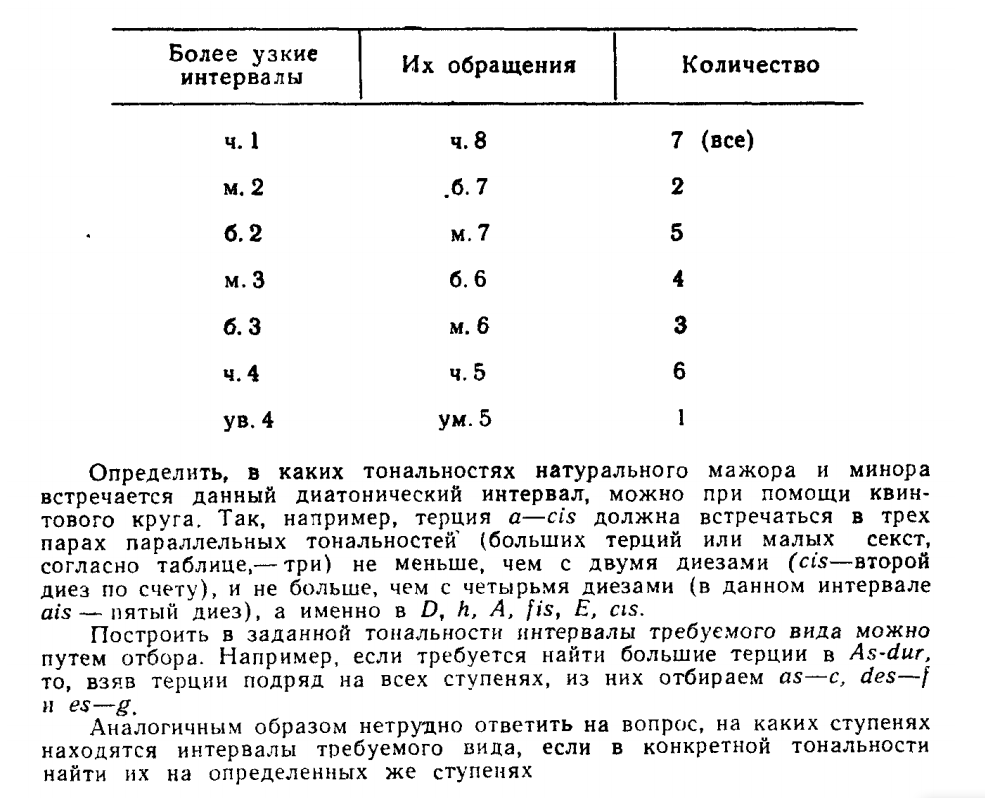 Более узкие интервалы | Их обращения | Количество
ч. 1 | ч. 8 | 7 (все)
м. 2 | б. 7 | 2
б. 2 | м. 7 | 5
м. 3 | б. 6 | 4
б. 3 | м. 6 | 3
ч. 4 | ч. 5 | 6
ув. 4 | ум. 5 | 1
Определить, в каких тональностях натурального мажора и минора
встречается данный диатонический интервал, можно при помощи квин-
тового круга. Так, например, терция a—cis должна встречаться в трех
парах параллельных тональностей (больших терций или малых секст,
согласно таблице,— три) не меньше, чем с двумя диезами (cis—второй
диез по счету), и не больше, чем с четырьмя диезами (в данном интервале
ais — пятый диез), а именно в D, h, A, fis, E, cis.
Построить в заданной тональности интервалы требуемого вида можно
путем отбора. Например, если требуется найти большие терции в As-dur,
то, взяв терции подряд на всех ступенях, из них отбираем as—c, des—f
и es—g.
Аналогичным образом нетрудно ответить на вопрос, на каких ступенях
находятся интервалы требуемого вида, если в конкретной тональности
найти их на определенных же ступенях